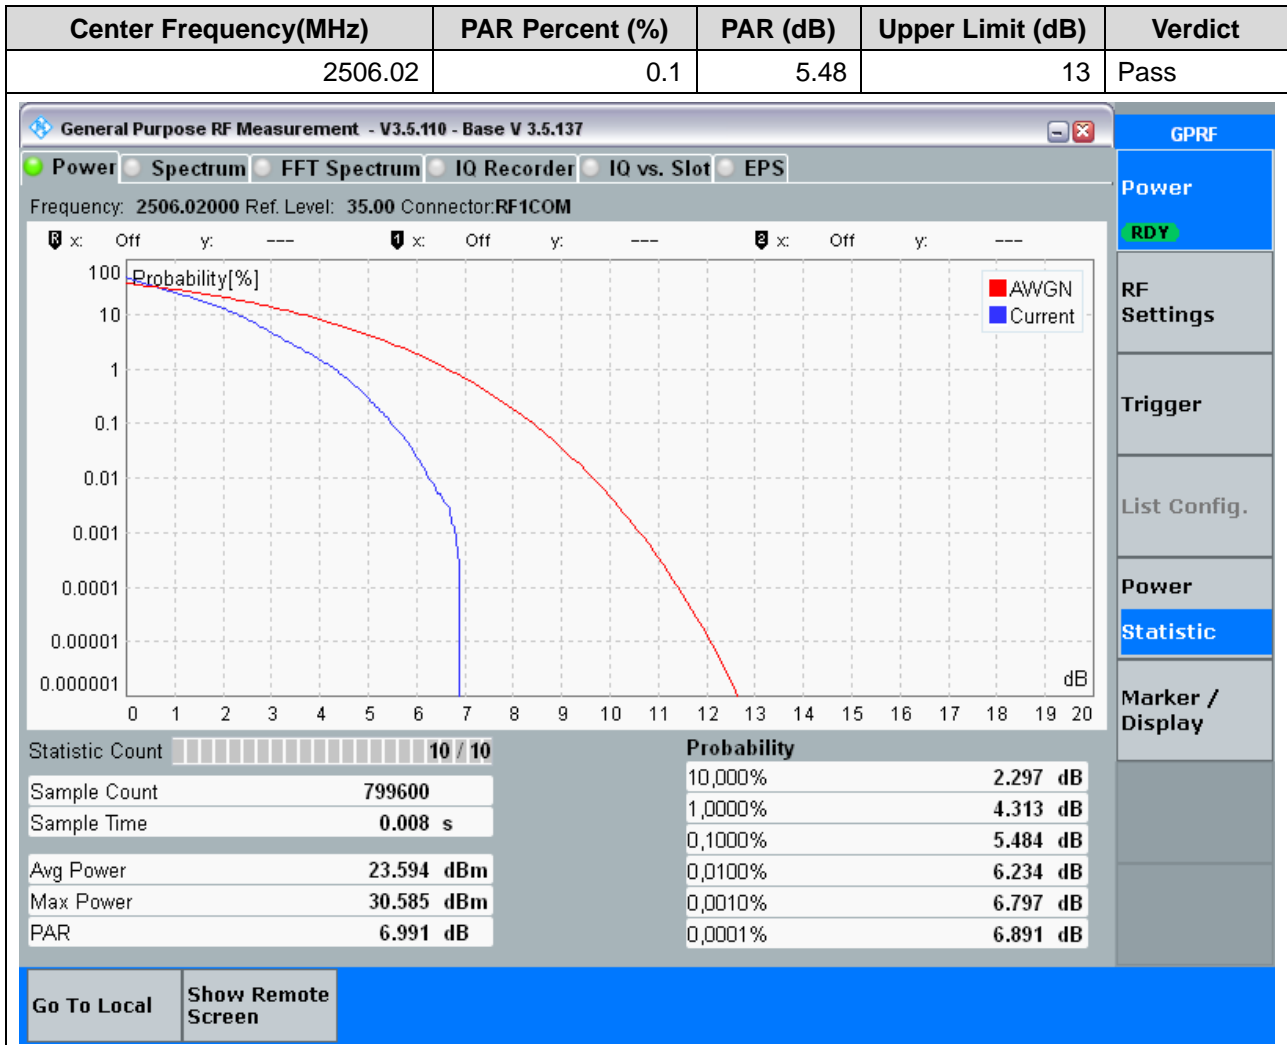 Center Frequency(MHz) PAR Percent (%) PAR (dB) Upper Limit (dB) Verdict
2506.02 0.1 5.48 13 Pass
General Purpose RF Measurement - V3.5.110 - Base V 3.5.137
GPRF
Power Spectrum FFT Spectrum IQ Recorder IQ vs. Slot EPS
Frequency: 2506.02000 Ref. Level: 35.00 Connector:RF1COM
R x: Off y: --- 1 x: Off y: --- 2 x: Off y: ---
Probability[%]
AWGN
Current
100
10
1
0.1
0.01
0.001
0.0001
0.00001
0.000001
dB
0 1 2 3 4 5 6 7 8 9 10 11 12 13 14 15 16 17 18 19 20
Statistic Count 10 / 10
Sample Count 799600
Sample Time 0.008 s
Avg Power 23.594 dBm
Max Power 30.585 dBm
PAR 6.991 dB
Probability
10,000% 2.297 dB
1,0000% 4.313 dB
0,1000% 5.484 dB
0,0100% 6.234 dB
0,0010% 6.797 dB
0,0001% 6.891 dB
Power
RDY
RF
Settings
Trigger
List Config.
Power
Statistic
Marker /
Display
Go To Local
Show Remote
Screen